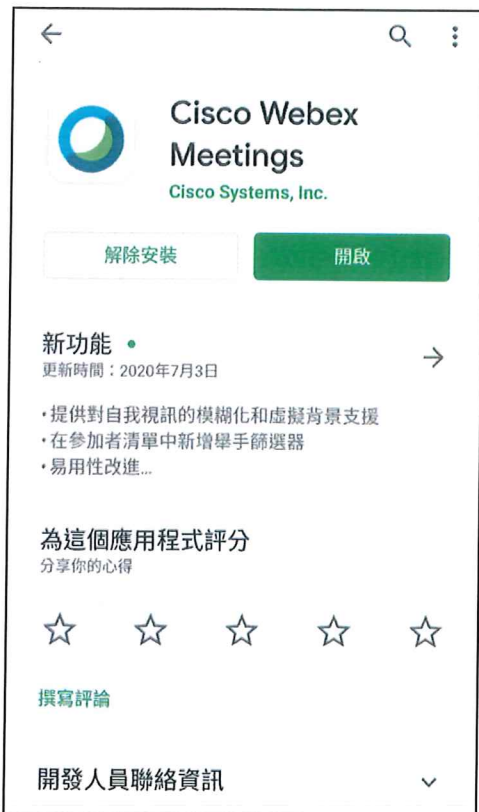 Cisco Webex
Meetings
Cisco Systems, Inc.
解除安裝
開啟
新功能
更新時間：2020年7月3日
•提供對自我視訊的模糊化和虛擬背景支援
•在參加者清單中新增舉手篩選器
•易用性改進...
為這個應用程式評分
分享你的心得
撰寫評論
開發人員聯絡資訊